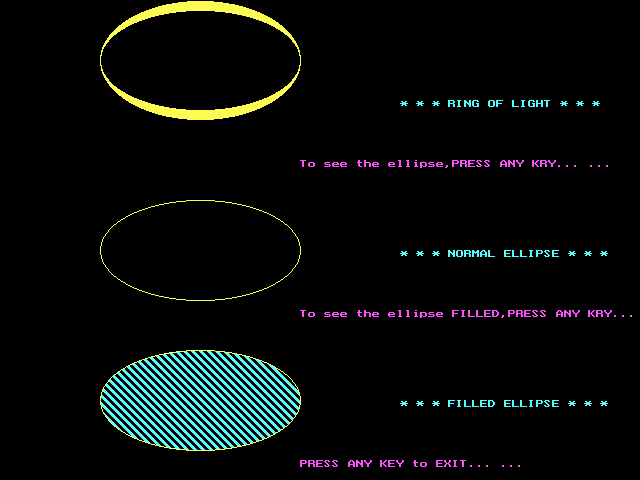 * * * RING OF LIGHT * * *
To see the ellipse,PRESS ANY KRY... ...
* * * NORMAL ELLIPSE * * *
To see the ellipse FILLED,PRESS ANY KRY...
* * * FILLED ELLIPSE * * *
PRESS ANY KEY to EXIT... ...